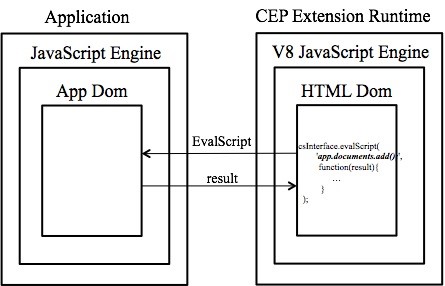 Application
CEP Extension Runtime
JavaScript Engine
V8 JavaScript Engine
App Dom
HTML Dom
EvalScript
result
csInterface.evalScript(
'app.documents.add()',
function(result){
...
}
);